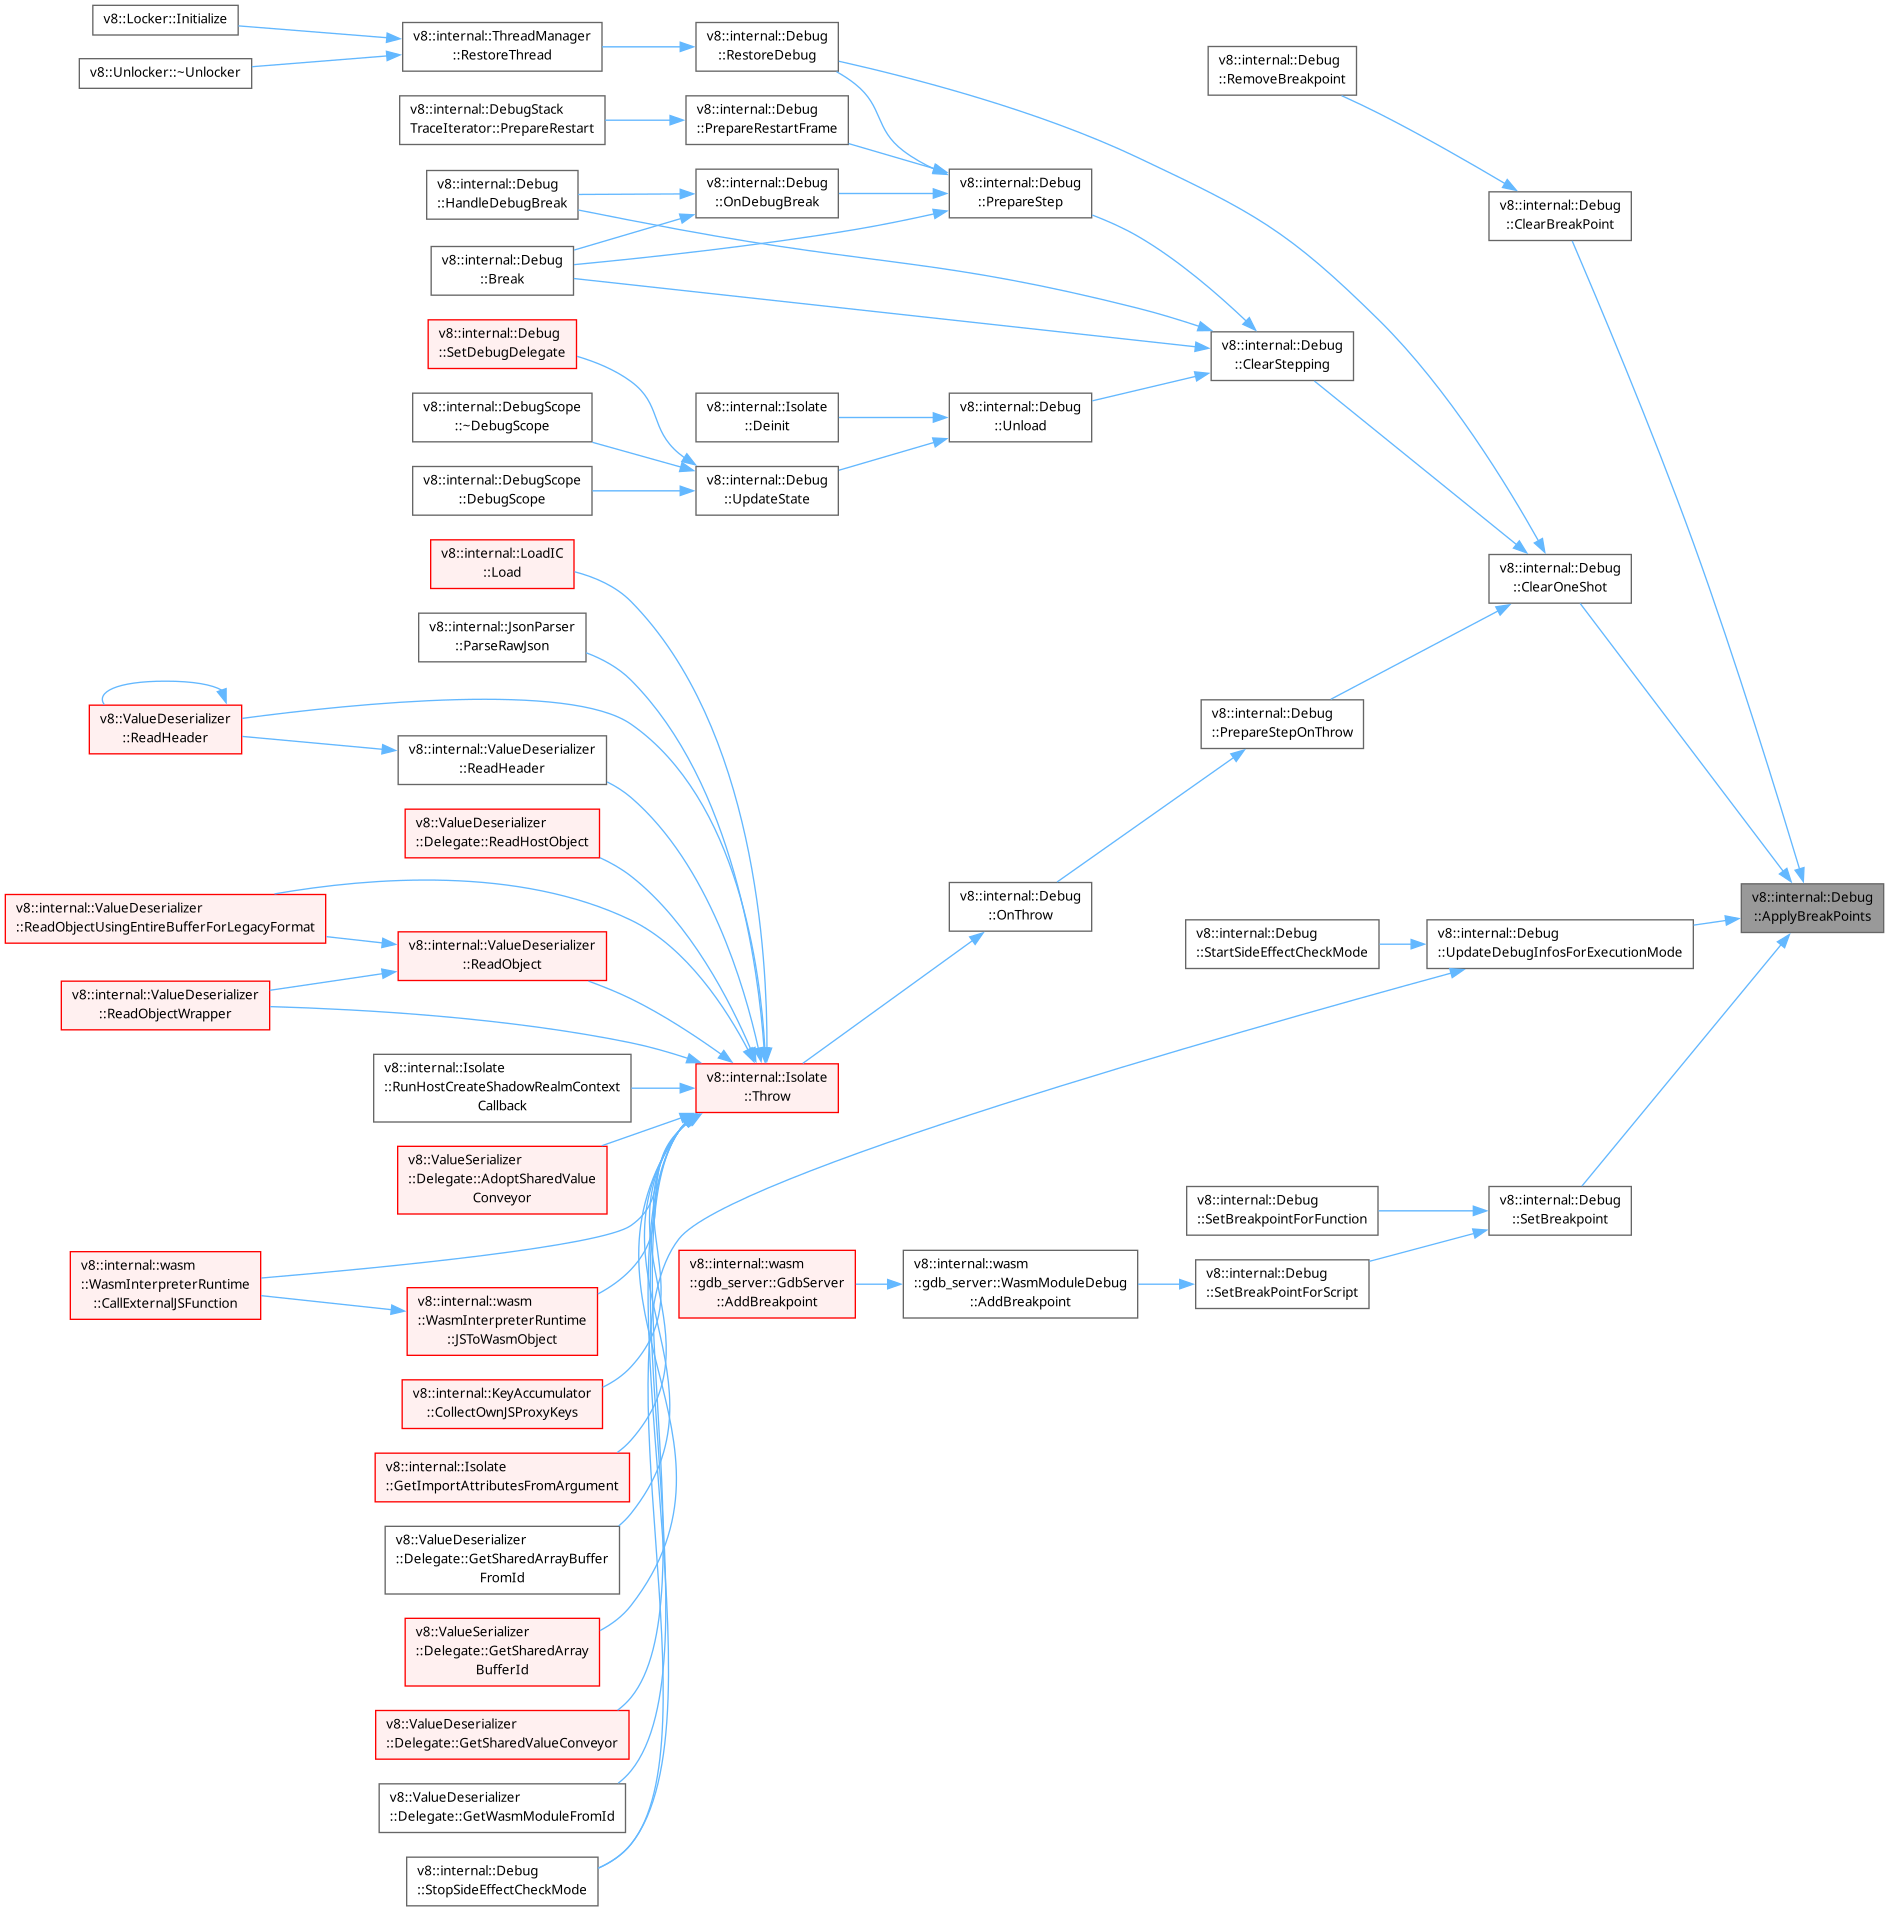 v8::Locker::Initialize
v8::Unlocker::~Unlocker
v8::internal::ThreadManager
::RestoreThread
v8::internal::Debug
::RestoreDebug
v8::internal::Debug
::RemoveBreakpoint
v8::internal::DebugStack
TraceIterator::PrepareRestart
v8::internal::Debug
::PrepareRestartFrame
v8::internal::Debug
::HandleDebugBreak
v8::internal::Debug
::OnDebugBreak
v8::internal::Debug
::PrepareStep
v8::internal::Debug
::ClearBreakPoint
v8::internal::Debug
::Break
v8::internal::Debug
::SetDebugDelegate
v8::internal::Debug
::ClearStepping
v8::internal::DebugScope
::~DebugScope
v8::internal::Isolate
::Deinit
v8::internal::Debug
::Unload
v8::internal::DebugScope
::DebugScope
v8::internal::Debug
::UpdateState
v8::internal::LoadIC
::Load
v8::internal::Debug
::ClearOneShot
v8::internal::JsonParser
::ParseRawJson
v8::ValueDeserializer
::ReadHeader
v8::internal::ValueDeserializer
::ReadHeader
v8::internal::Debug
::PrepareStepOnThrow
v8::ValueDeserializer
::Delegate::ReadHostObject
v8::internal::ValueDeserializer
::ReadObjectUsingEntireBufferForLegacyFormat
v8::internal::ValueDeserializer
::ReadObject
v8::internal::Debug
::OnThrow
v8::internal::Debug
::StartSideEffectCheckMode
v8::internal::Debug
::UpdateDebugInfosForExecutionMode
v8::internal::Debug
::ApplyBreakPoints
v8::internal::ValueDeserializer
::ReadObjectWrapper
v8::internal::Isolate
::RunHostCreateShadowRealmContext
Callback
v8::internal::Isolate
::Throw
v8::ValueSerializer
::Delegate::AdoptSharedValue
Conveyor
v8::internal::Debug
::SetBreakpointForFunction
v8::internal::Debug
::SetBreakpoint
v8::internal::wasm
::WasmInterpreterRuntime
::CallExternalJSFunction
v8::internal::wasm
::WasmInterpreterRuntime
::JSToWasmObject
v8::internal::wasm
::gdb_server::GdbServer
::AddBreakpoint
v8::internal::wasm
::gdb_server::WasmModuleDebug
::AddBreakpoint
v8::internal::Debug
::SetBreakPointForScript
v8::internal::KeyAccumulator
::CollectOwnJSProxyKeys
v8::internal::Isolate
::GetImportAttributesFromArgument
v8::ValueDeserializer
::Delegate::GetSharedArrayBuffer
FromId
v8::ValueSerializer
::Delegate::GetSharedArray
BufferId
v8::ValueDeserializer
::Delegate::GetSharedValueConveyor
v8::ValueDeserializer
::Delegate::GetWasmModuleFromId
v8::internal::Debug
::StopSideEffectCheckMode